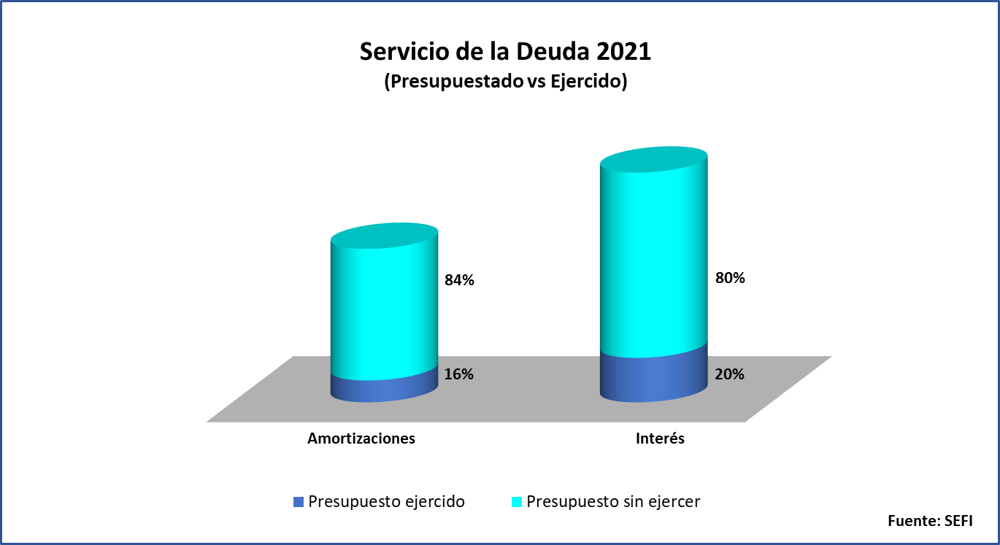 Servicio de la Deuda 2021
(Presupuestado vs Ejercido)
84%
80%
16%
20%
Amortizaciones
Interés
Presupuesto ejercido
Presupuesto sin ejercer
Fuente: SEFI